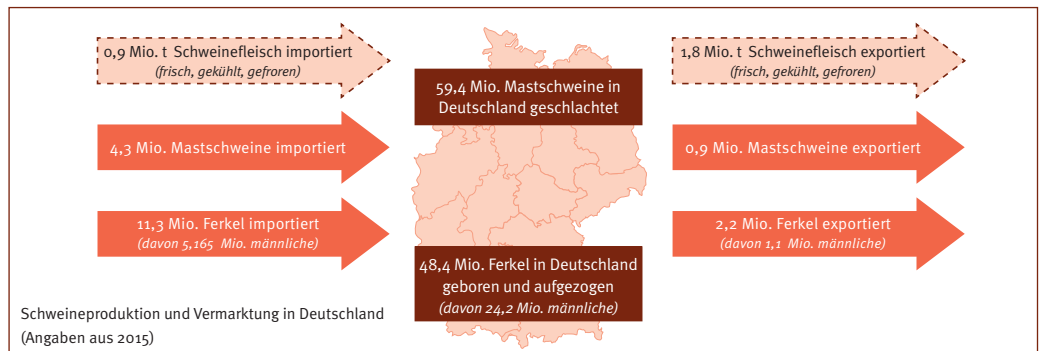 0,9 Mio. t Schweinefleisch importiert
(frisch, gekühlt, gefroren)
4,3 Mio. Mastschweine importiert
11,3 Mio. Ferkel importiert
(davon 5,165 Mio. männliche)
59,4 Mio. Mastschweine in
Deutschland geschlachtet
48,4 Mio. Ferkel in Deutschland
geboren und aufgezogen
(davon 24,2 Mio. männliche)
1,8 Mio. t Schweinefleisch exportiert
(frisch, gekühlt, gefroren)
0,9 Mio. Mastschweine exportiert
2,2 Mio. Ferkel exportiert
(davon 1,1 Mio. männliche)
Schweineproduktion und Vermarktung in Deutschland
(Angaben aus 2015)